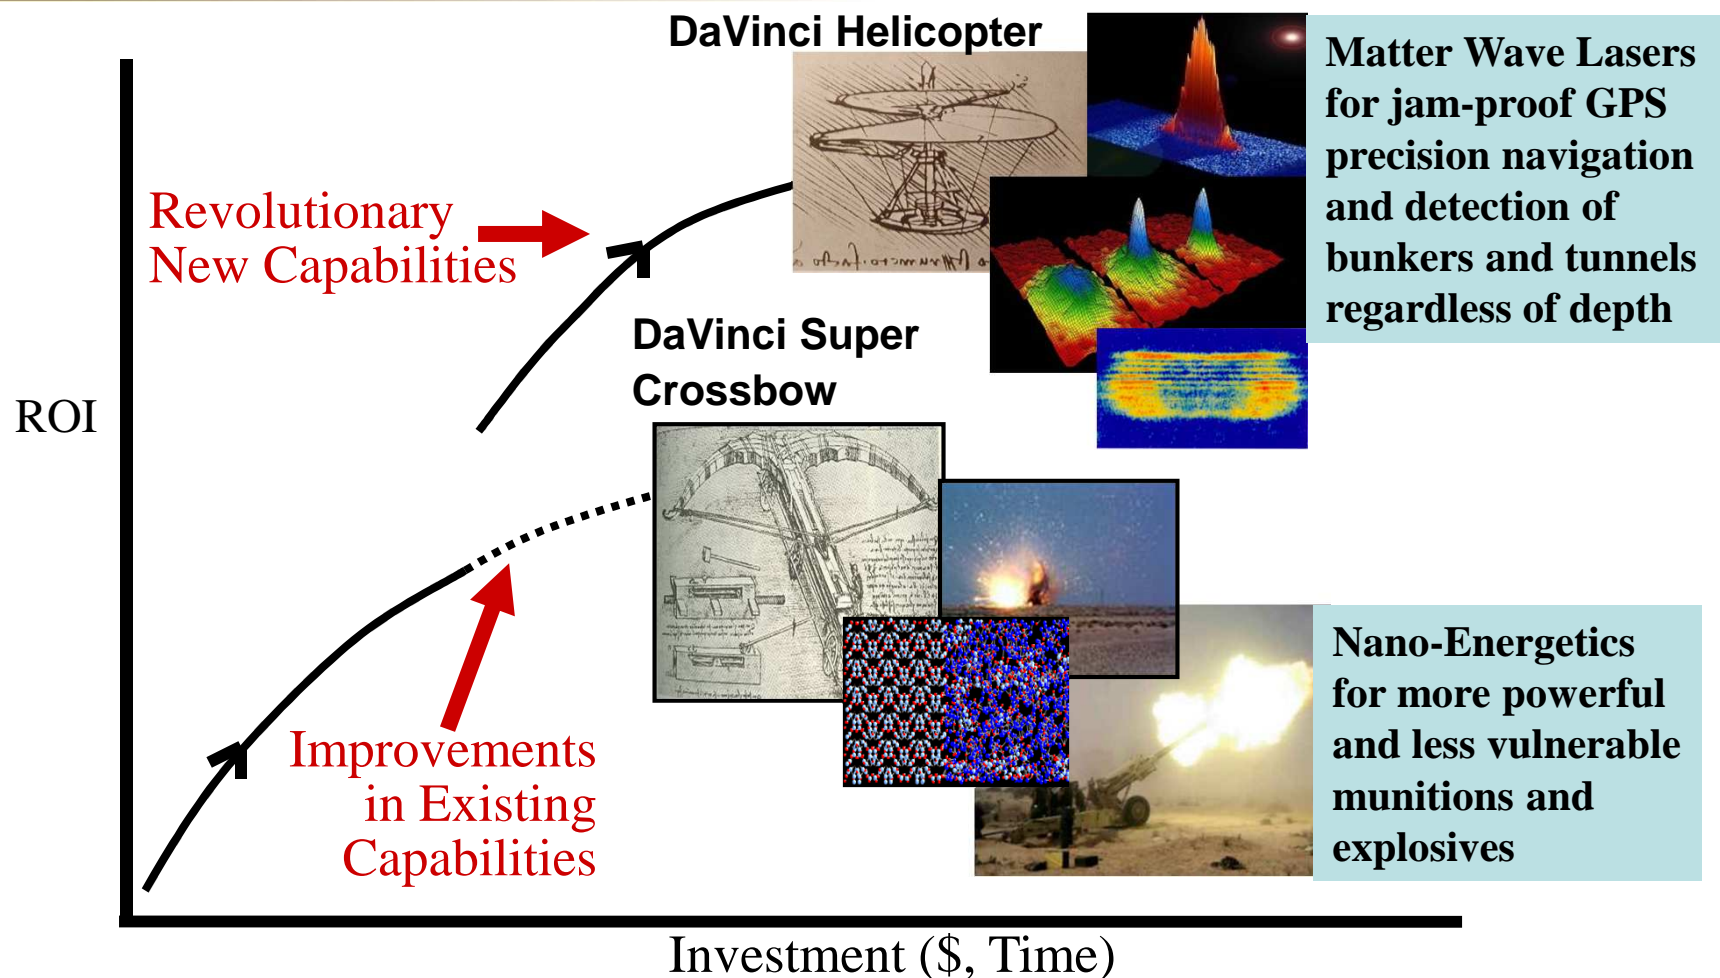 DaVinci Helicopter
Matter Wave Lasers
for jam-proof GPS
precision navigation
and detection of
bunkers and tunnels
regardless of depth
Revolutionary
New Capabilities
DaVinci Super
Crossbow
ROI
Improvements
in Existing
Capabilities
Nano-Energetics
for more powerful
and less vulnerable
munitions and
explosives
Investment ($, Time)